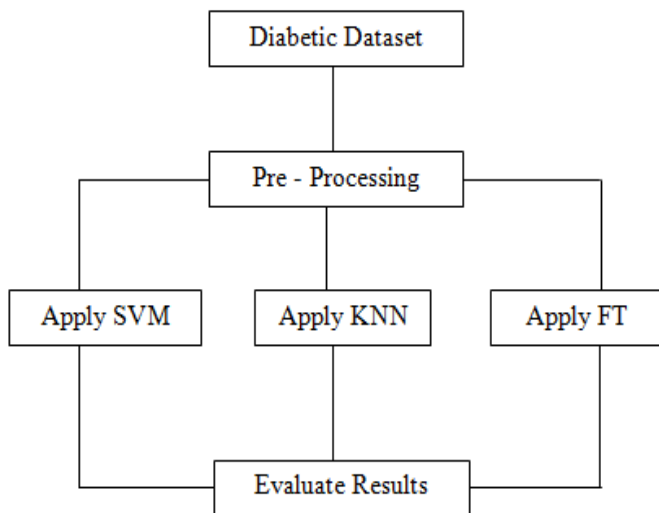 Diabetic Dataset
Pre - Processing
Apply SVM
Apply KNN
Apply FT
Evaluate Results